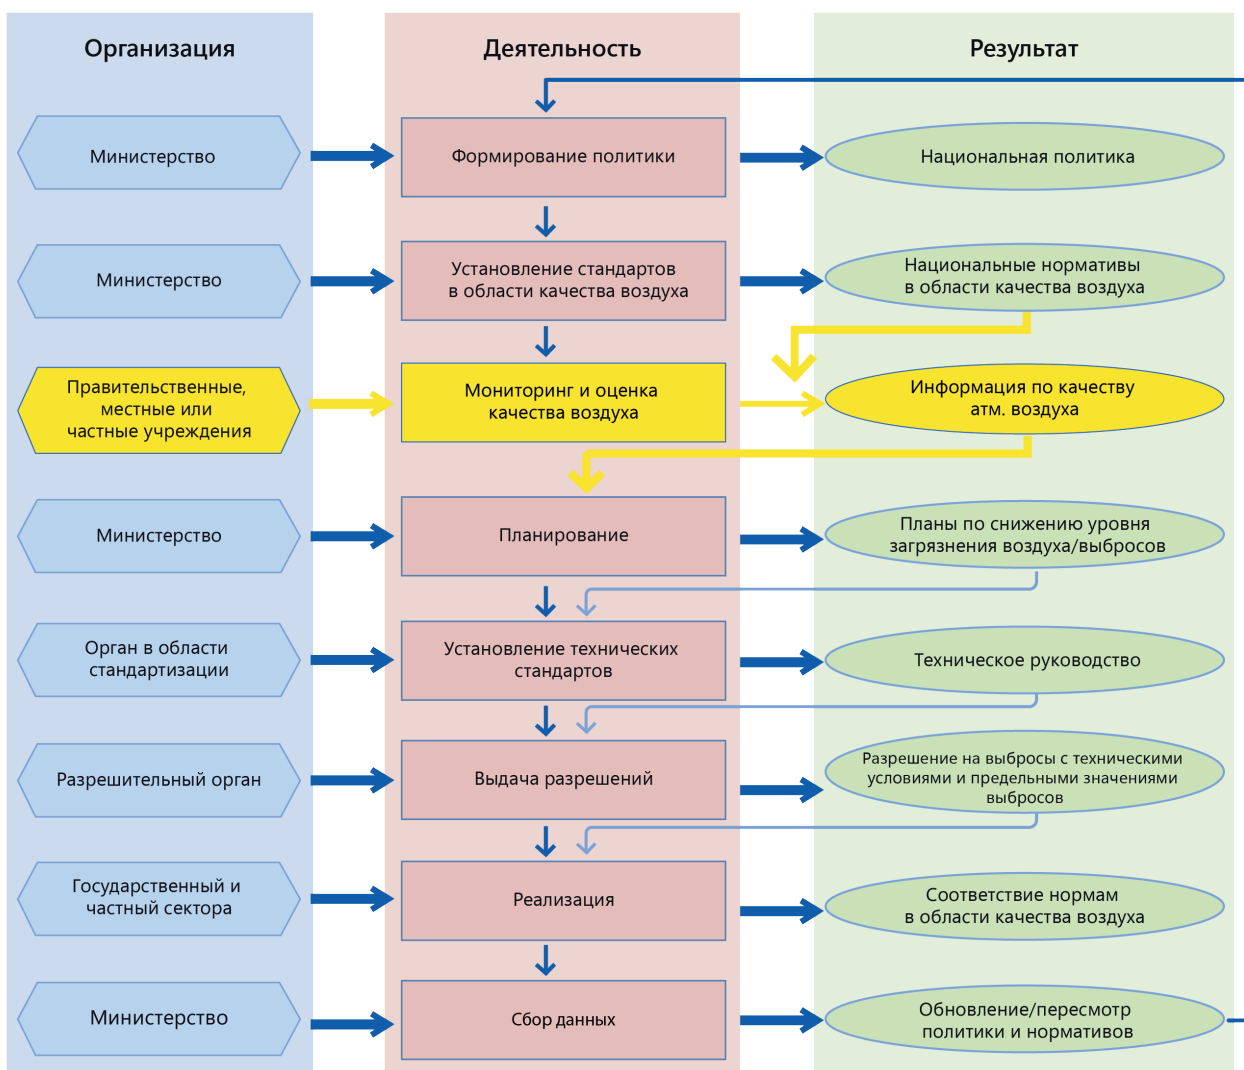 Организация
Деятельность
Результат
Министерство
Формирование политики
Национальная политика
Министерство
Установление стандартов
в области качества воздуха
Национальные нормативы
в области качества воздуха
Правительственные,
местные или
частные учреждения
Мониторинг и оценка
качества воздуха
Информация по качеству
атм. воздуха
Министерство
Планирование
Планы по снижению уровня
загрязнения воздуха/выбросов
Орган в области
стандартизации
Установление технических
стандартов
Техническое руководство
Разрешительный орган
Выдача разрешений
Разрешение на выбросы с техническими
условиями и предельными значениями
выбросов
Государственный и
частный сектора
Реализация
Соответствие нормам
в области качества воздуха
Министерство
Сбор данных
Обновление/пересмотр
политики и нормативов